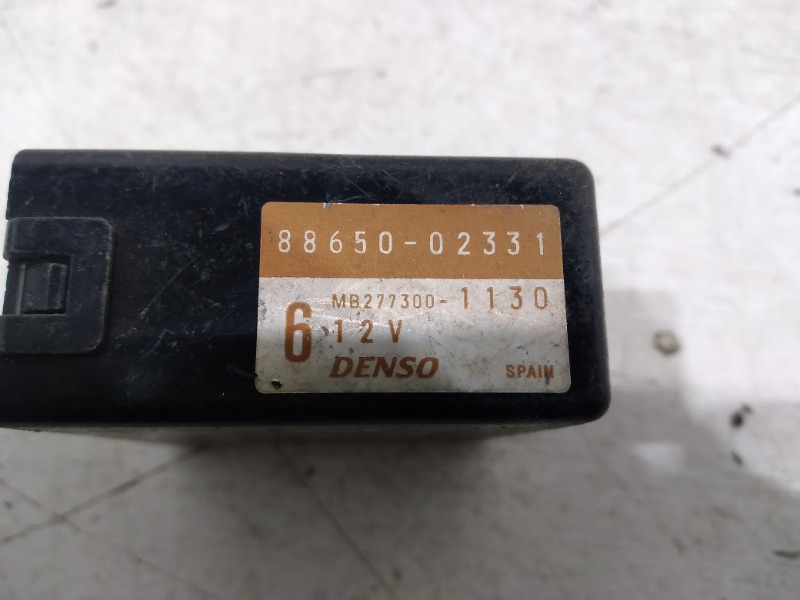 88650-02331
MB277300-1130
6 12V
DENSO SPAIN